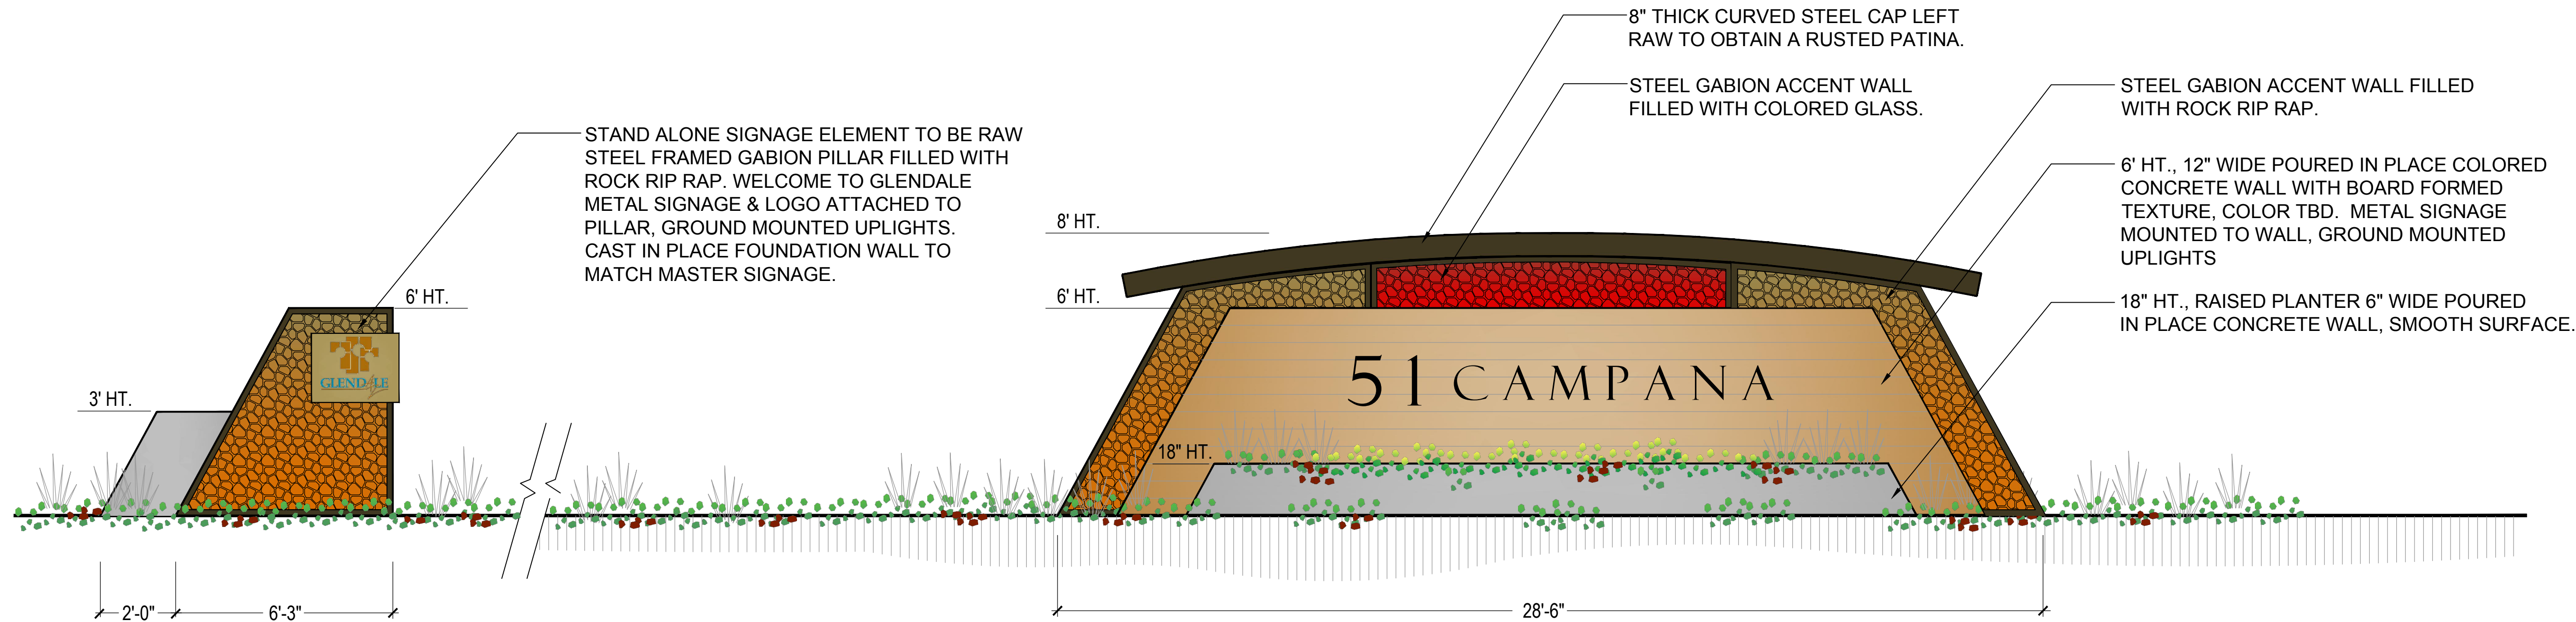 8" THICK CURVED STEEL CAP LEFT
RAW TO OBTAIN A RUSTED PATINA.
STEEL GABION ACCENT WALL
FILLED WITH COLORED GLASS.
STEEL GABION ACCENT WALL FILLED
WITH ROCK RIP RAP.
STAND ALONE SIGNAGE ELEMENT TO BE RAW
STEEL FRAMED GABION PILLAR FILLED WITH
ROCK RIP RAP. WELCOME TO GLENDALE
METAL SIGNAGE & LOGO ATTACHED TO
PILLAR, GROUND MOUNTED UPLIGHTS.
CAST IN PLACE FOUNDATION WALL TO
MATCH MASTER SIGNAGE.
6' HT., 12" WIDE POURED IN PLACE COLORED
CONCRETE WALL WITH BOARD FORMED
TEXTURE, COLOR TBD. METAL SIGNAGE
MOUNTED TO WALL, GROUND MOUNTED
UPLIGHTS
18" HT., RAISED PLANTER 6" WIDE POURED
IN PLACE CONCRETE WALL, SMOOTH SURFACE.
8' HT.
6' HT.
6' HT.
3' HT.
GLENDALE
51 CAMPANA
18" HT.
2'-0"
6'-3"
28'-6"